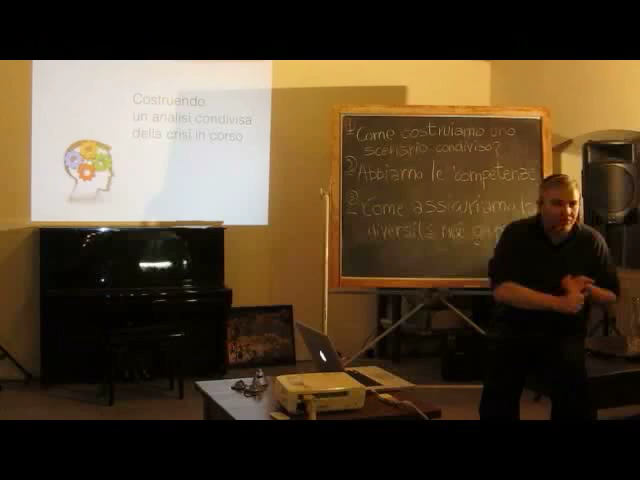 Costruendo
un analisi condivisa
della crisi in corso
1 Come costruiamo uno
scenario condiviso?
2 Abbiamo le competenze
3 Come assicuriamo la
diversità